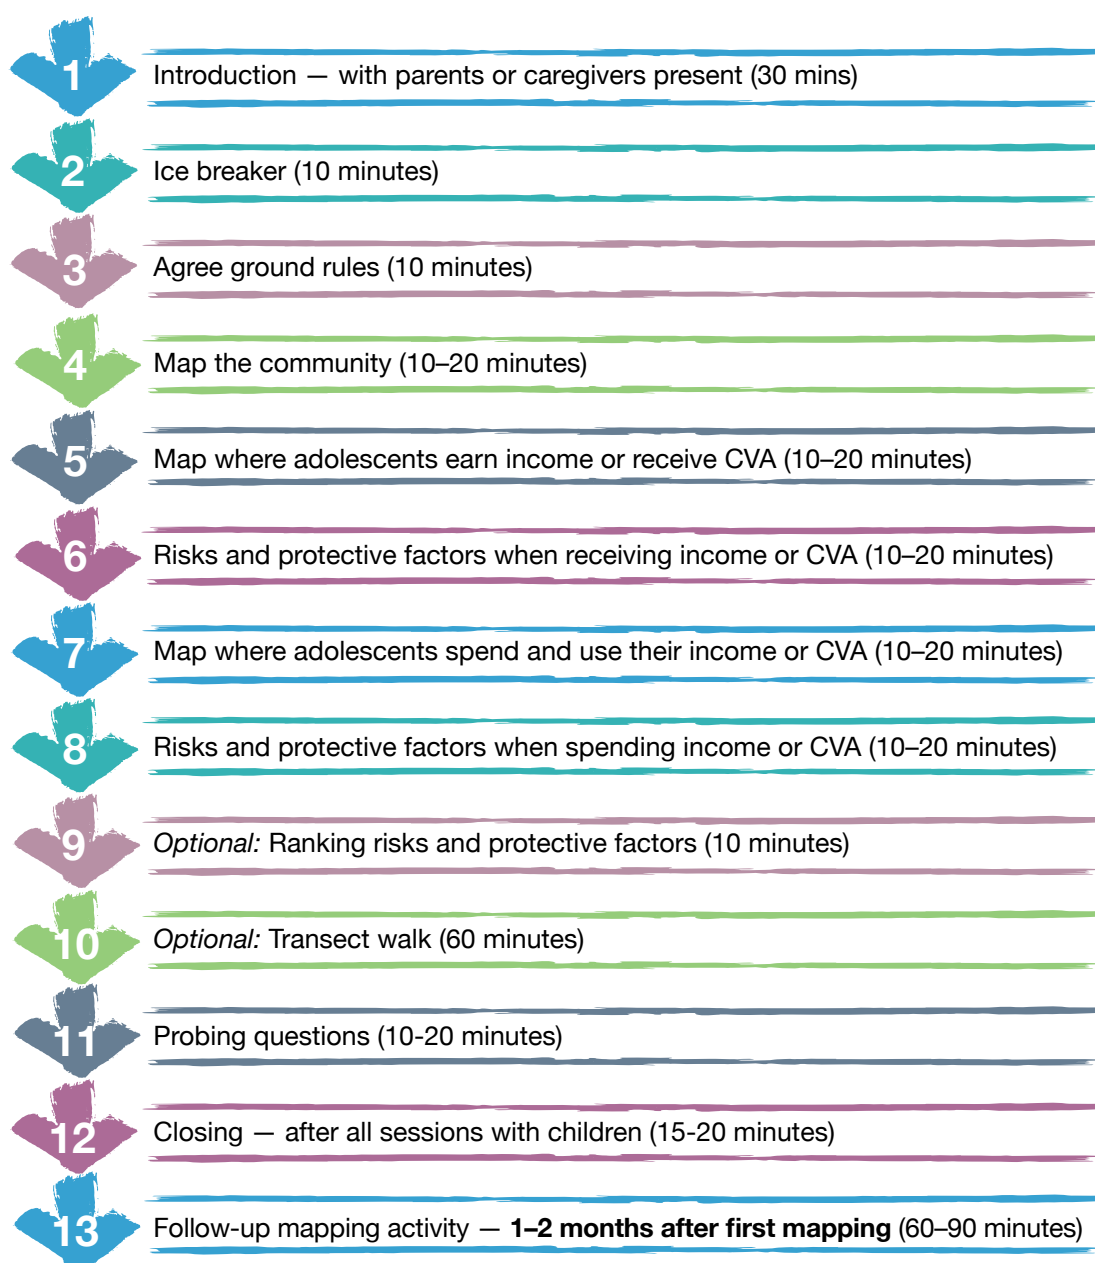 1 Introduction — with parents or caregivers present (30 mins)
2 Ice breaker (10 minutes)
3 Agree ground rules (10 minutes)
4 Map the community (10–20 minutes)
5 Map where adolescents earn income or receive CVA (10–20 minutes)
6 Risks and protective factors when receiving income or CVA (10–20 minutes)
7 Map where adolescents spend and use their income or CVA (10–20 minutes)
8 Risks and protective factors when spending income or CVA (10–20 minutes)
9 Optional: Ranking risks and protective factors (10 minutes)
10 Optional: Transect walk (60 minutes)
11 Probing questions (10-20 minutes)
12 Closing — after all sessions with children (15-20 minutes)
13 Follow-up mapping activity — 1–2 months after first mapping (60–90 minutes)